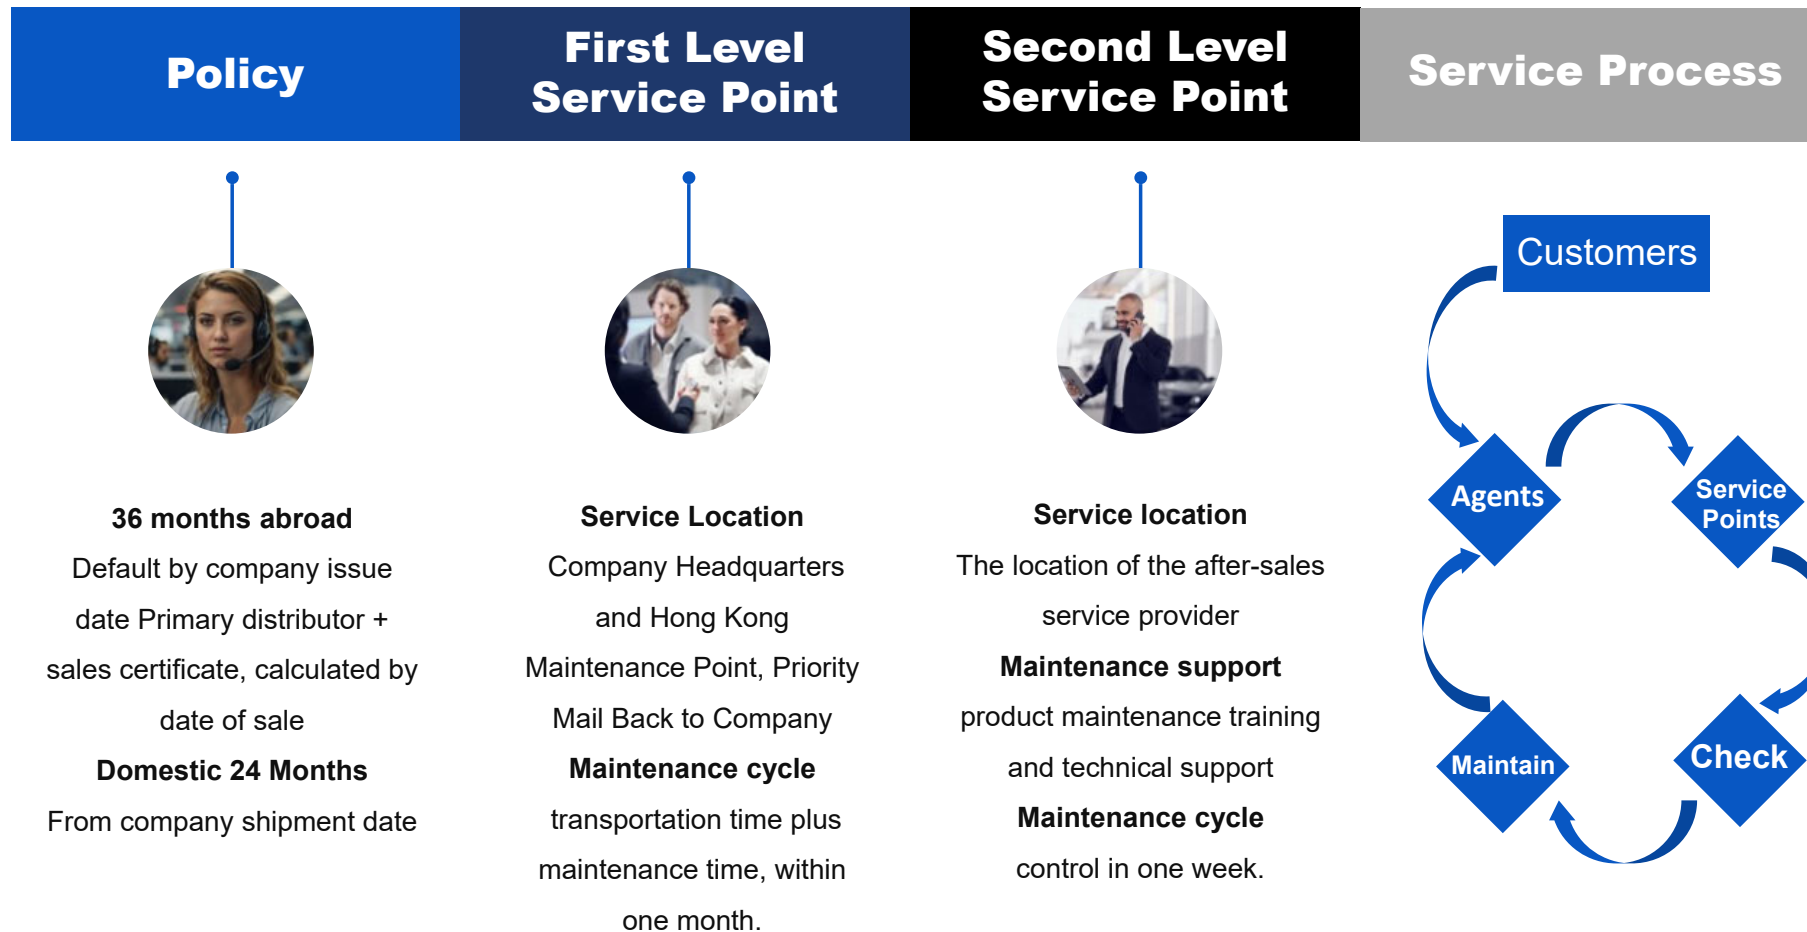 Policy
First Level
Service Point
Second Level
Service Point
Service Process
36 months abroad
Default by company issue
date Primary distributor +
sales certificate, calculated by
date of sale
Domestic 24 Months
From company shipment date
Service Location
Company Headquarters
and Hong Kong
Maintenance Point, Priority
Mail Back to Company
Maintenance cycle
transportation time plus
maintenance time, within
one month.
Service location
The location of the after-sales
service provider
Maintenance support
product maintenance training
and technical support
Maintenance cycle
control in one week.
Customers
Agents
Service
Points
Check
Maintain